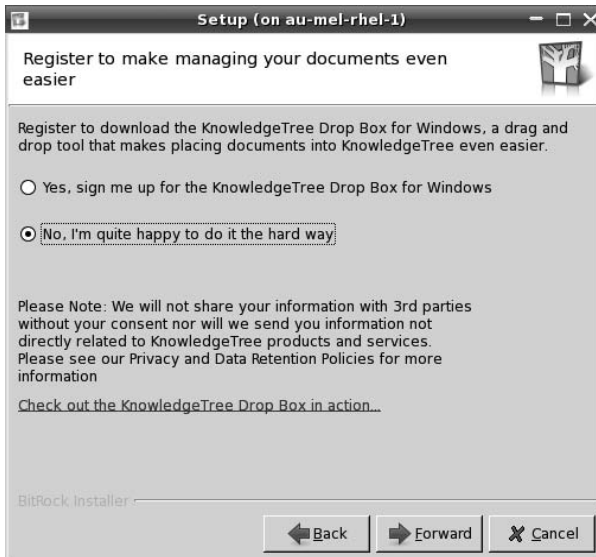 Setup (on au-mel-rhel-1)
Register to make managing your documents even
easier
Register to download the KnowledgeTree Drop Box for Windows, a drag and
drop tool that makes placing documents into KnowledgeTree even easier.
Yes, sign me up for the KnowledgeTree Drop Box for Windows
No, I'm quite happy to do it the hard way
Please Note: We will not share your information with 3rd parties
without your consent nor will we send you information not
directly related to KnowledgeTree products and services.
Please see our Privacy and Data Retention Policies for more
information
Check out the KnowledgeTree Drop Box in action...
BitRock Installer
Back Forward Cancel